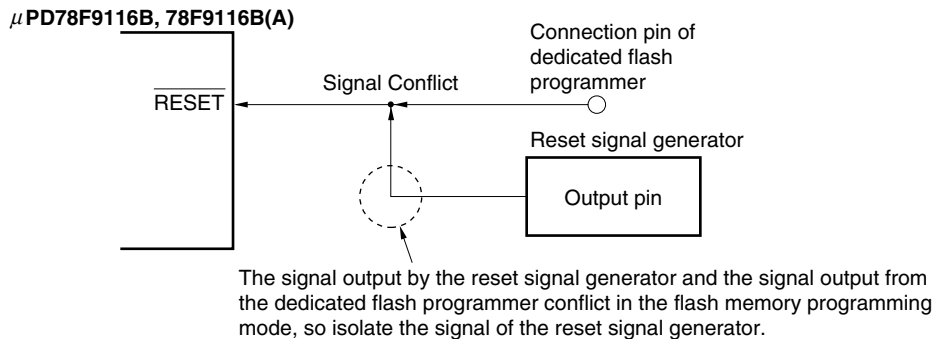 μPD78F9116B, 78F9116B(A)
Connection pin of
dedicated flash
programmer
Signal Conflict
RESET
Reset signal generator
Output pin
The signal output by the reset signal generator and the signal output from
the dedicated flash programmer conflict in the flash memory programming
mode, so isolate the signal of the reset signal generator.